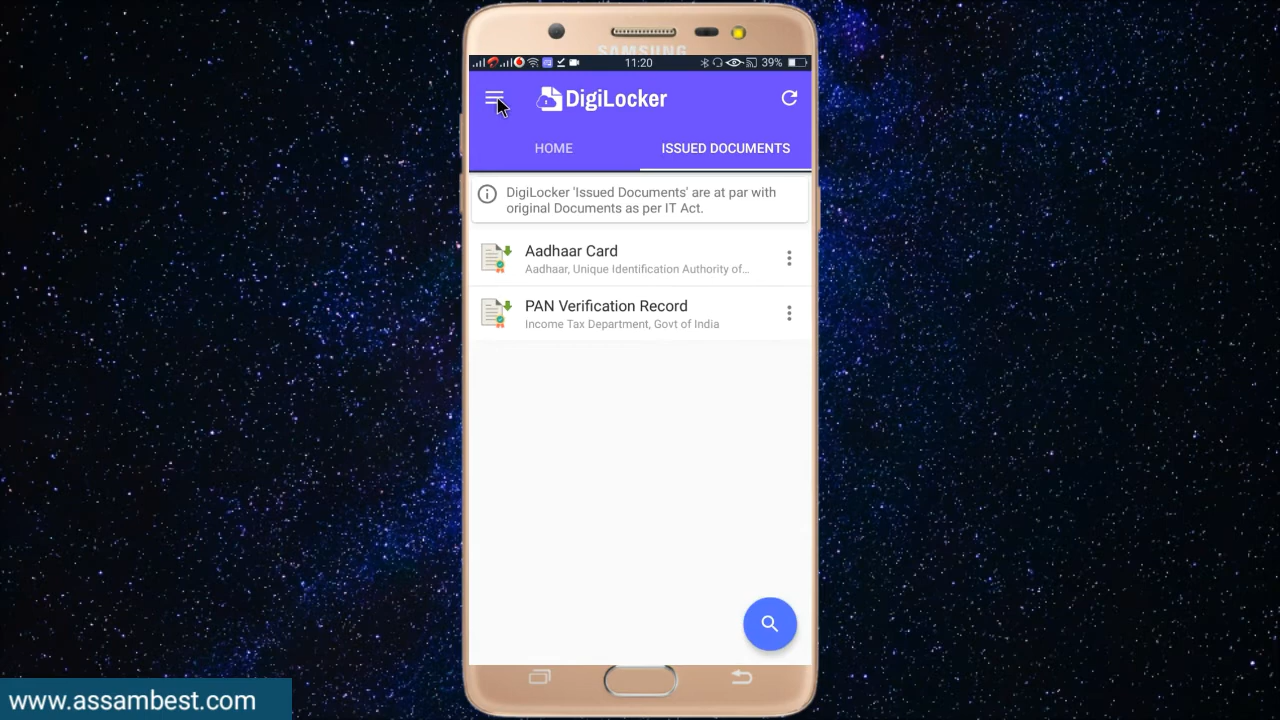 SAMSUNG
11:20
39%
DigiLocker
HOME
ISSUED DOCUMENTS
DigiLocker 'Issued Documents' are at par with
original Documents as per IT Act.
Aadhaar Card
Aadhaar, Unique Identification Authority of...
PAN Verification Record
Income Tax Department, Govt of India
www.assambest.com